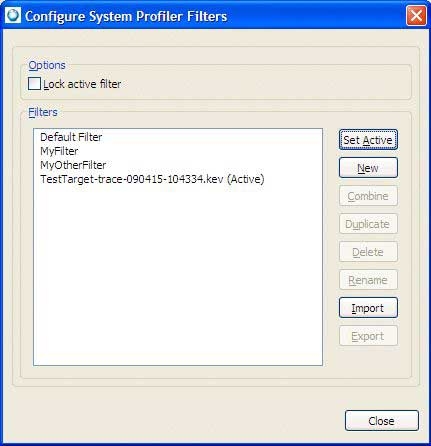 Configure System Profiler Filters
Options
Lock active filter
Filters
Default Filter
MyFilter
MyOtherFilter
TestTarget-trace-090415-104334.kev (Active)
Set Active
New
Combine
Duplicate
Delete
Rename
Import
Export
Close